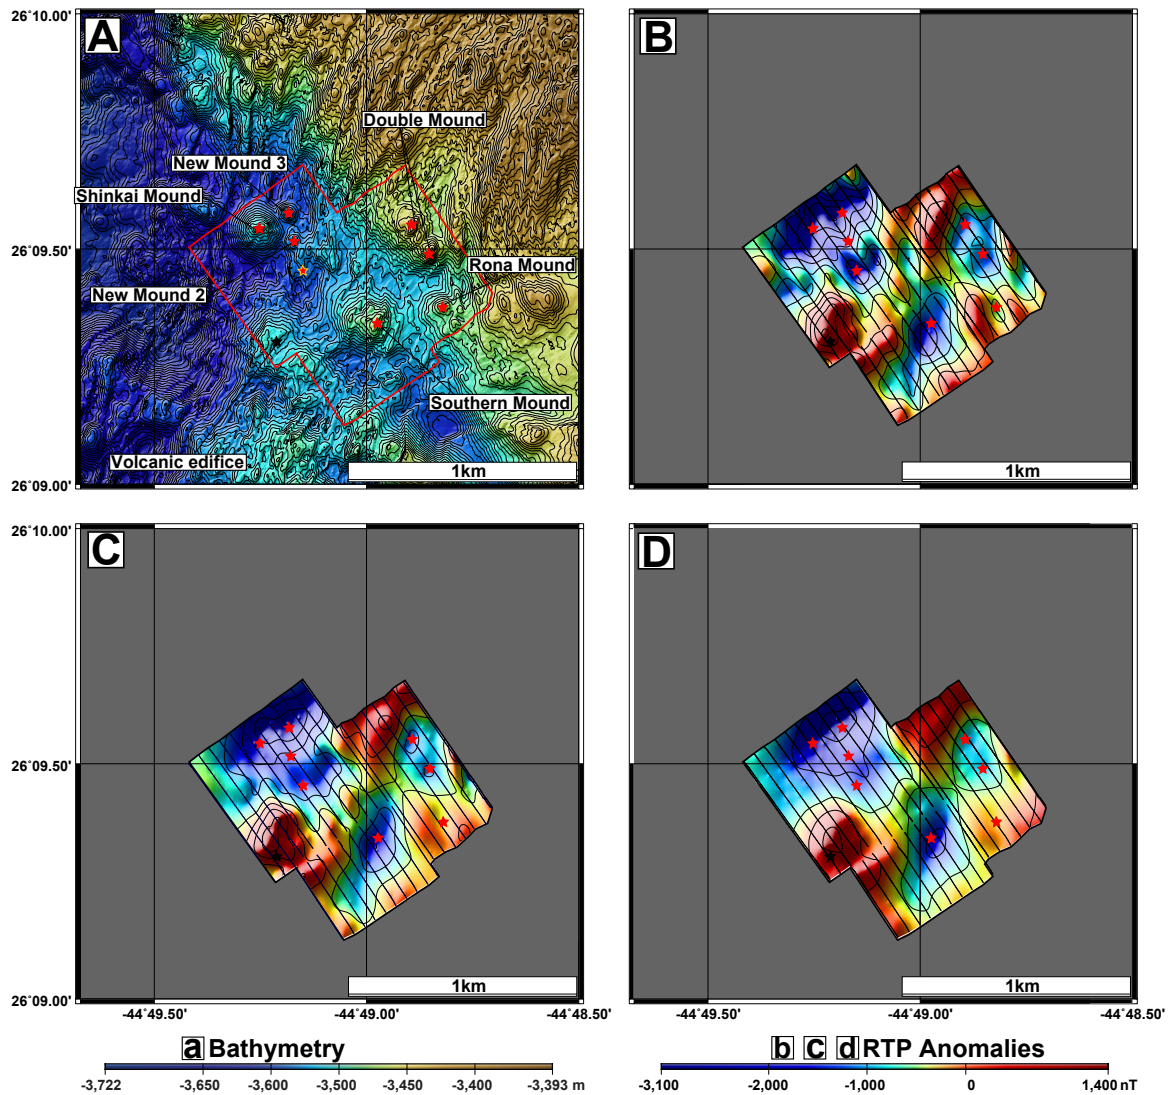 26°10.00'
A
B
Double Mound
New Mound 3
Shinkai Mound
26°09.50'
Rona Mound
New Mound 2
Southern Mound
Volcanic edifice
1km
1km
26°09.00'
26°10.00'
C
D
26°09.50'
1km
1km
26°09.00'
-44°49.50' -44°49.00' -44°48.50' -44°49.50' -44°49.00' -44°48.50'
a Bathymetry
b c d RTP Anomalies
-3,722 -3,650 -3,600 -3,500 -3,450 -3,400 -3,393 m
-3,100 -2,000 -1,000 0 1,400 nT